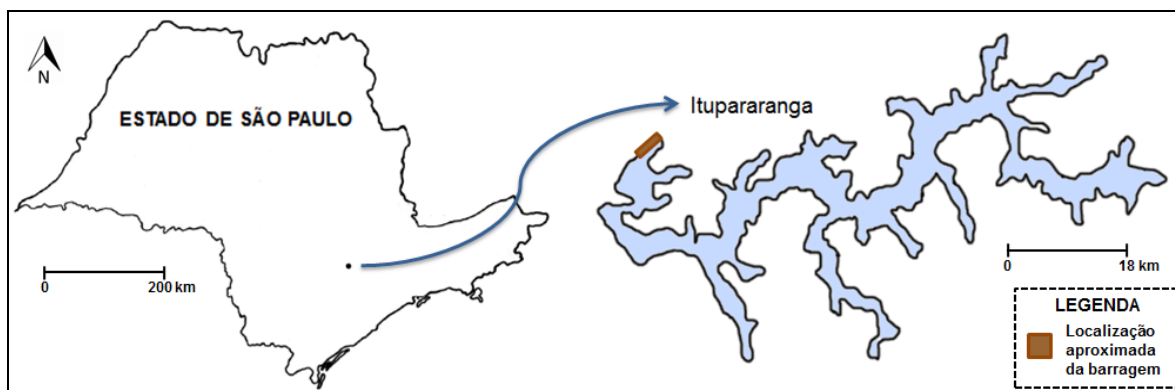 N
ESTADO DE SÃO PAULO
0 200 km
Itupararanga
0 18 km
LEGENDA
Localização
aproximada
da barragem